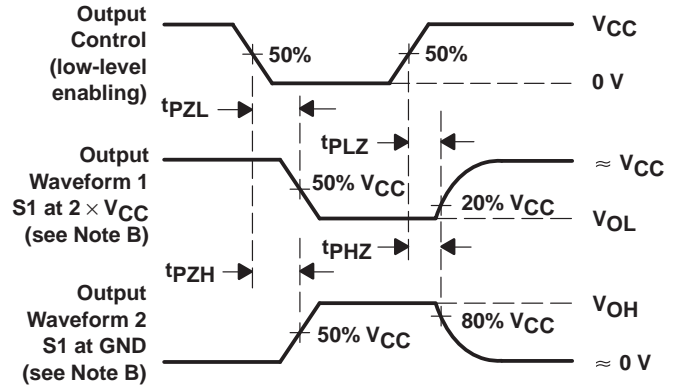 Output
Control
(low-level
enabling)
50%
50%
VCC
0 V
tPZL
tPLZ
Output
Waveform 1
S1 at 2 × VCC
(see Note B)
50% VCC
20% VCC
≈ VCC
VOL
tPZH
tPHZ
Output
Waveform 2
S1 at GND
(see Note B)
50% VCC
80% VCC
VOH
≈ 0 V